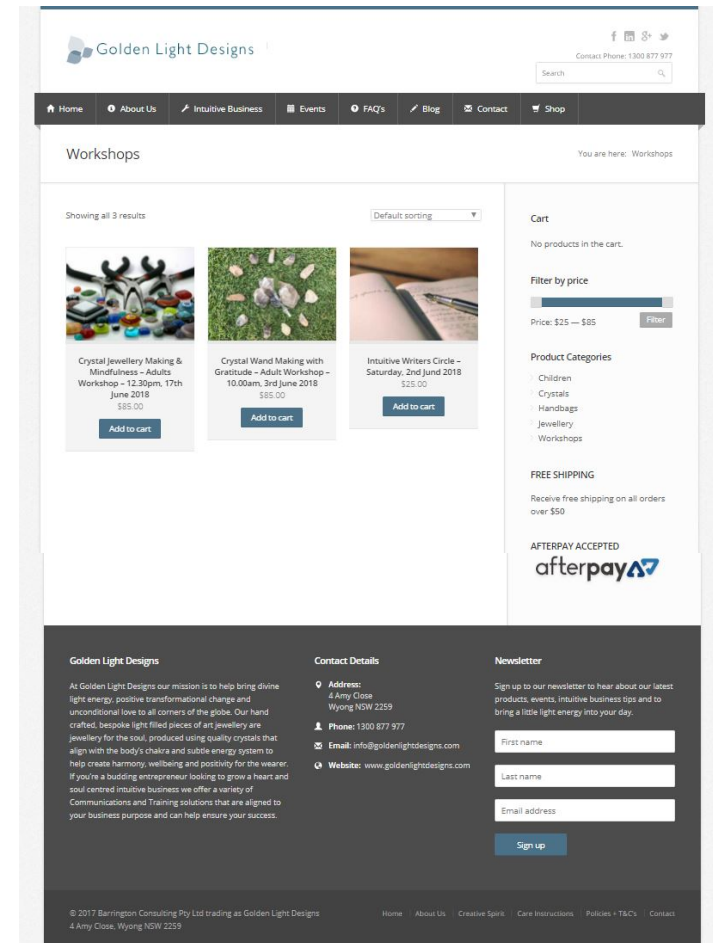 Golden Light Designs
Contact Phone: 1300 877 977
Search
Home
About Us
Intuitive Business
Events
FAQ's
Blog
Contact
Shop
Workshops
You are here: Workshops
Showing all 3 results
Default sorting
Crystal Jewellery Making &
Mindfulness – Adults
Workshop – 12.30pm, 17th
June 2018
$85.00
Add to cart
Crystal Wand Making with
Gratitude – Adult Workshop –
10.00am, 3rd June 2018
$85.00
Add to cart
Intuitive Writers Circle –
Saturday, 2nd Jund 2018
$25.00
Add to cart
Cart
No products in the cart.
Filter by price
Price: $25 — $85
Filter
Product Categories
Children
Crystals
Handbags
Jewellery
Workshops
FREE SHIPPING
Receive free shipping on all orders
over $50
AFTERPAY ACCEPTED
afterpay
Golden Light Designs
At Golden Light Designs our mission is to help bring divine
light energy, positive transformational change and
unconditional love to all corners of the globe. Our hand
crafted, bespoke light filled pieces of art jewellery are
jewellery for the soul, produced using quality crystals that
align with the body's chakra and subtle energy system to
help create harmony, wellbeing and positivity for the wearer.
If you're a budding entrepreneur looking to grow a heart and
soul centred intuitive business we offer a variety of
Communications and Training solutions that are aligned to
your business purpose and can help ensure your success.
Contact Details
Address:
4 Amy Close
Wyong NSW 2259
Phone: 1300 877 977
Email: info@goldenlightdesigns.com
Website: www.goldenlightdesigns.com
Newsletter
Sign up to our newsletter to hear about our latest
products, events, intuitive business tips and to
bring a little light energy into your day.
First name
Last name
Email address
Sign up
© 2017 Barrington Consulting Pty Ltd trading as Golden Light Designs
4 Amy Close, Wyong NSW 2259
Home
About Us
Creative Spirit
Care Instructions
Policies + T&C's
Contact